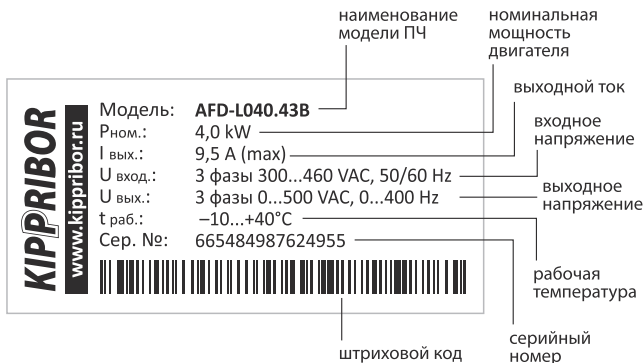 наименование
модели ПЧ
номинальная
мощность
двигателя
выходной ток
входное
напряжение
выходное
напряжение
рабочая
температура
серийный
номер
штриховой код
KIPPRIBOR
www.kippribor.ru
Модель: AFD-L040.43B
Pном.: 4,0 kW
I вых.: 9,5 A (max)
U вход.: 3 фазы 300...460 VAC, 50/60 Hz
U вых.: 3 фазы 0...500 VAC, 0...400 Hz
t раб.: –10...+40°C
Сер. №: 665484987624955